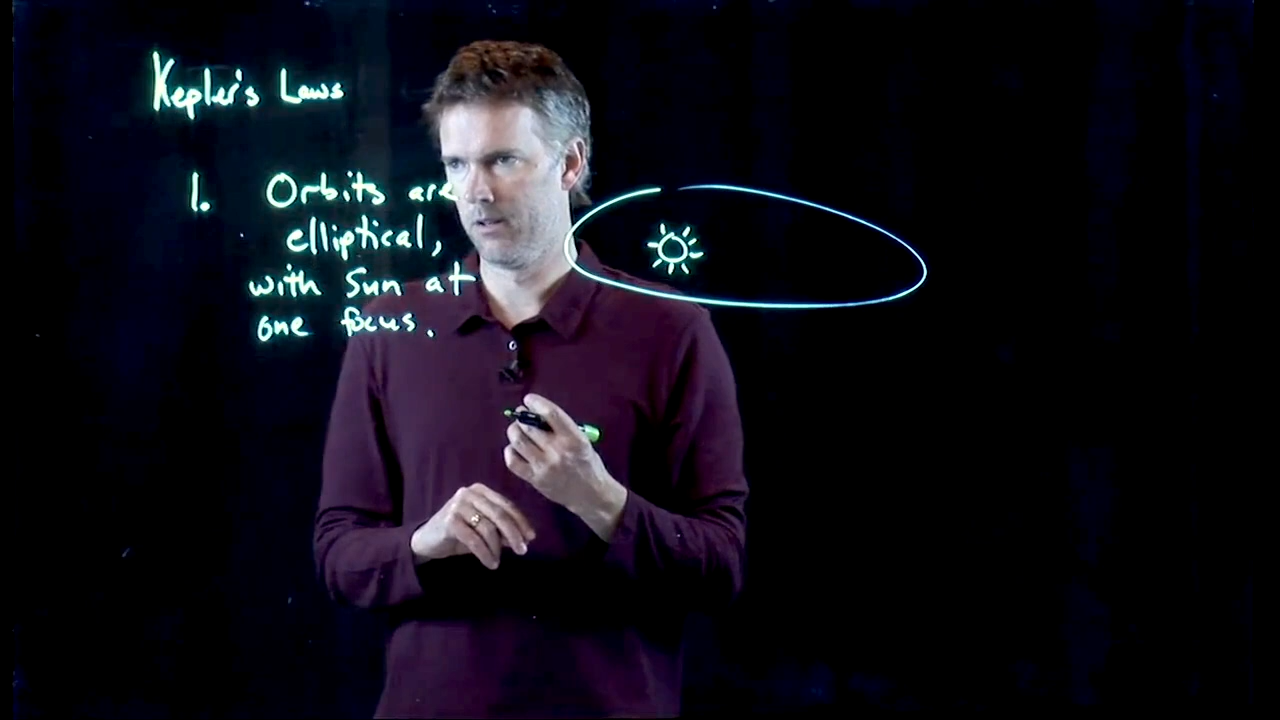 Kepler's Laws
1. Orbits are
elliptical,
with Sun at
one focus.